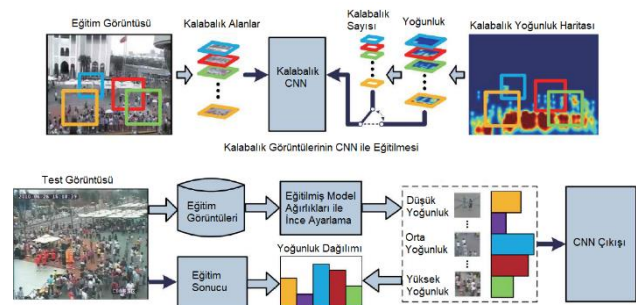 Eğitim Görüntüsü
Kalabalık Alanlar
Kalabalık
CNN
Kalabalık
Sayısı
Yoğunluk
Kalabalık Yoğunluk Haritası
Kalabalık Görüntülerinin CNN ile Eğitilmesi
Test Görüntüsü
Eğitim
Görüntüleri
Eğitilmiş Model
Ağırlıkları ile
İnce Ayarlama
Düşük
Yoğunluk
Orta
Yoğunluk
Yüksek
Yoğunluk
CNN Çıkışı
Eğitim
Sonucu
Yoğunluk Dağılımı